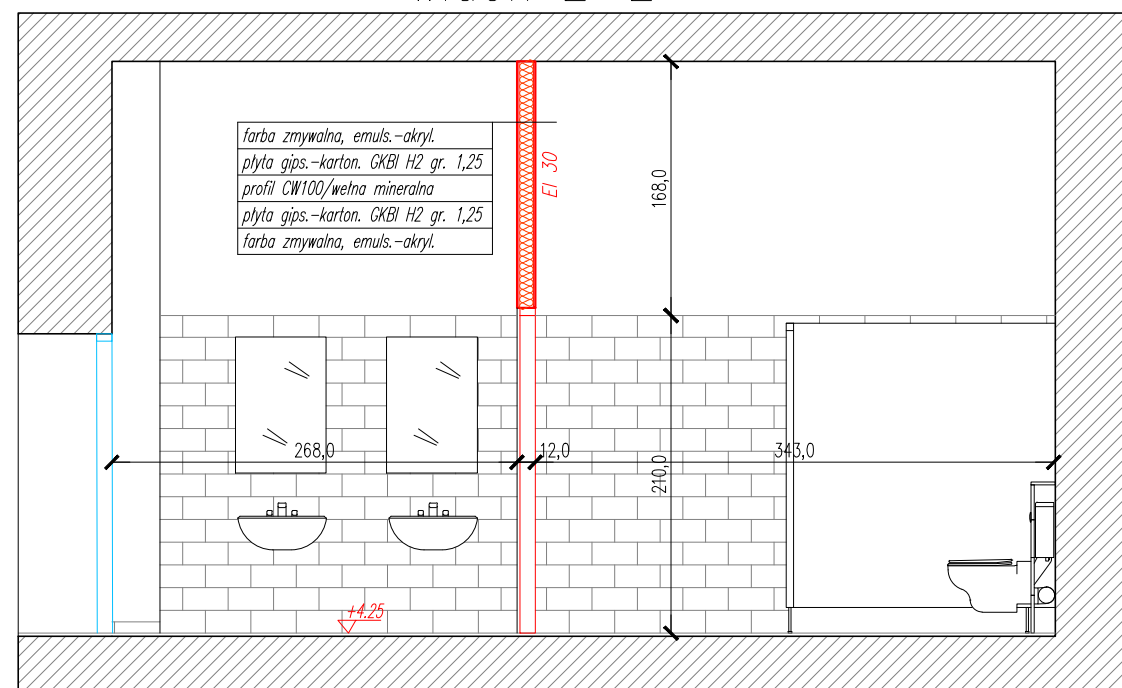 farba zmywalna, emuls.-akryl.
płyta gips.-karton. GKBI H2 gr. 1,25
profil CW100/wełna mineralna
płyta gips.-karton. GKBI H2 gr. 1,25
farba zmywalna, emuls.-akryl.
EI 30
168,0
268,0
12,0
343,0
210,0
+4.25